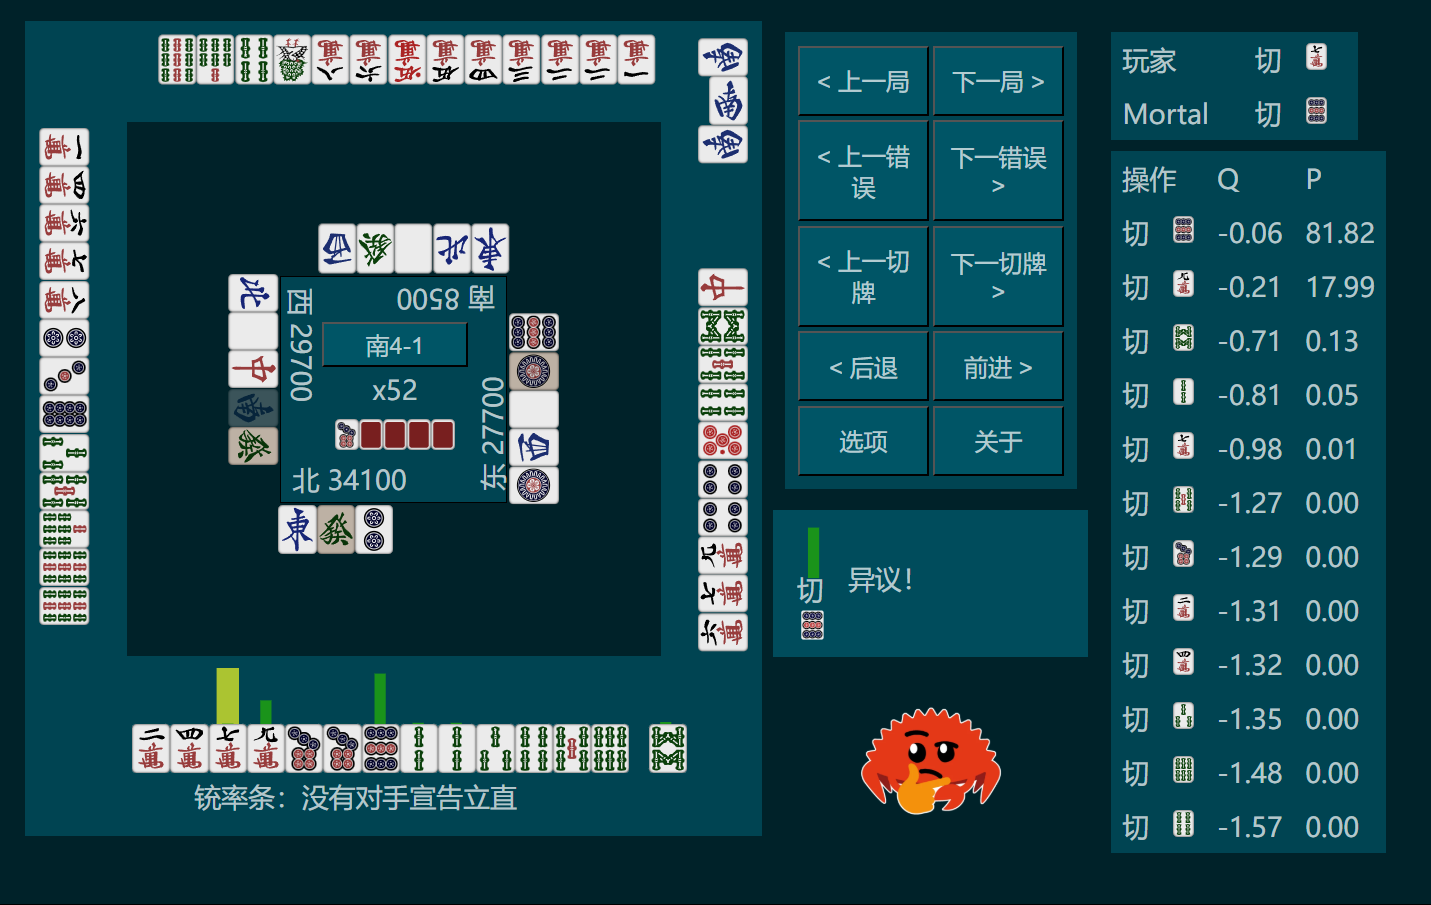 < 上一局
下一局 >
< 上一错误
下一错误 >
< 上一切牌
下一切牌 >
< 后退
前进 >
选项
关于
南 8500
西 29700
南4-1
x52
东 27700
北 34100
切
异议！
铳率条：没有对手宣告立直
玩家 切
Mortal 切
操作 Q P
切 -0.06 81.82
切 -0.21 17.99
切 -0.71 0.13
切 -0.81 0.05
切 -0.98 0.01
切 -1.27 0.00
切 -1.29 0.00
切 -1.31 0.00
切 -1.32 0.00
切 -1.35 0.00
切 -1.48 0.00
切 -1.57 0.00